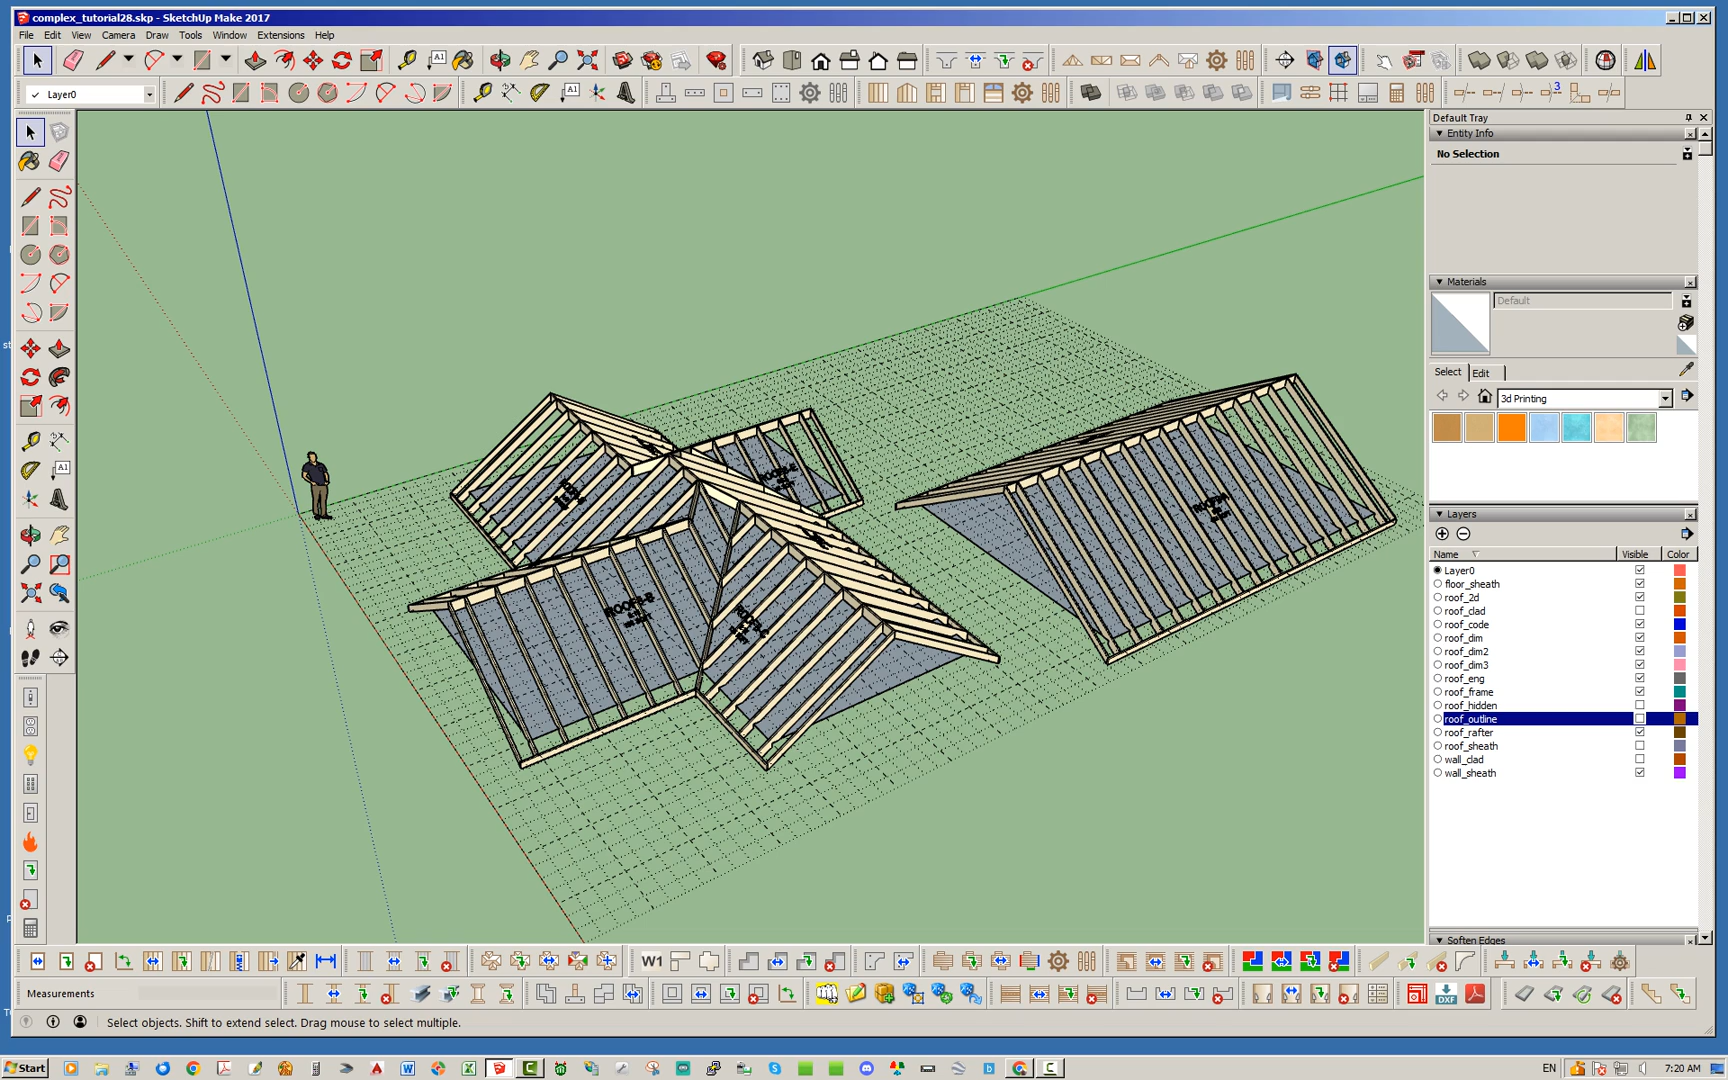 complex_tutorial28.skp - SketchUp Make 2017
File Edit View Camera Draw Tools Window Extensions Help
Layer0
Default Tray
Entity Info
No Selection
Materials
Default
Select Edit
3d Printing
Layers
Name Visible Color
Layer0
floor_sheath
roof_2d
roof_clad
roof_code
roof_dim
roof_dim2
roof_dim3
roof_eng
roof_frame
roof_hidden
roof_outline
roof_rafter
roof_sheath
wall_clad
wall_sheath
Soften Edges
W1
DXF
Measurements
Select objects. Shift to extend select. Drag mouse to select multiple.
Start
EN
7:20 AM